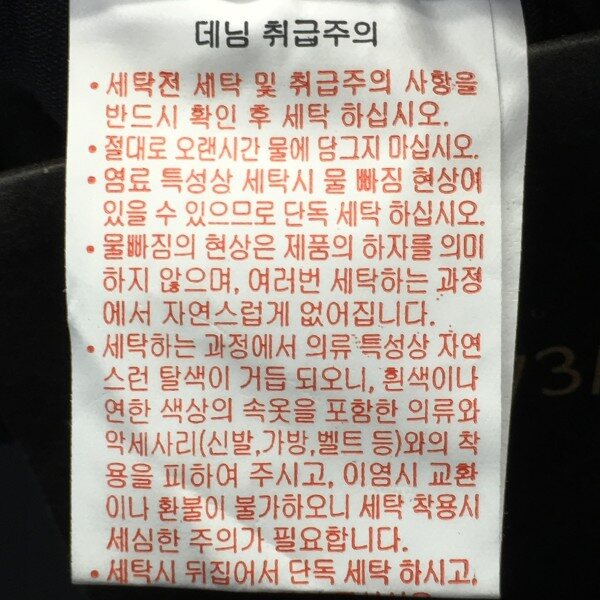 데님 취급주의
• 세탁전 세탁 및 취급주의 사항을
반드시 확인 후 세탁 하십시오.
• 절대로 오랜시간 물에 담그지 마십시오.
• 염료 특성상 세탁시 물 빠짐 현상여
있을 수 있으므로 단독 세탁 하십시오.
• 물빠짐의 현상은 제품의 하자를 의미
하지 않으며, 여러번 세탁하는 과정
에서 자연스럽게 없어집니다.
• 세탁하는 과정에서 의류 특성상 자연
스런 탈색이 거듭 되오니, 흰색이나
연한 색상의 속옷을 포함한 의류와
악세사리(신발,가방,벨트 등)와의 착
용을 피하여 주시고, 이염시 교환
이나 환불이 불가하오니 세탁 착용시
세심한 주의가 필요합니다.
• 세탁시 뒤집어서 단독 세탁 하시고,